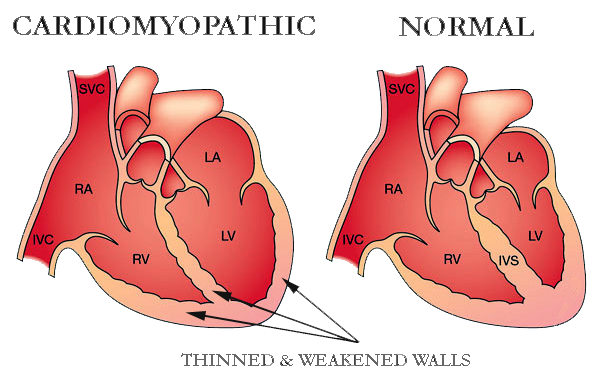 CARDIOMYOPATHIC
NORMAL
SVC
LA
RA
IVC
LV
RV
SVC
LA
RA
IVC
LV
RV
IVS
THINNED & WEAKENED WALLS